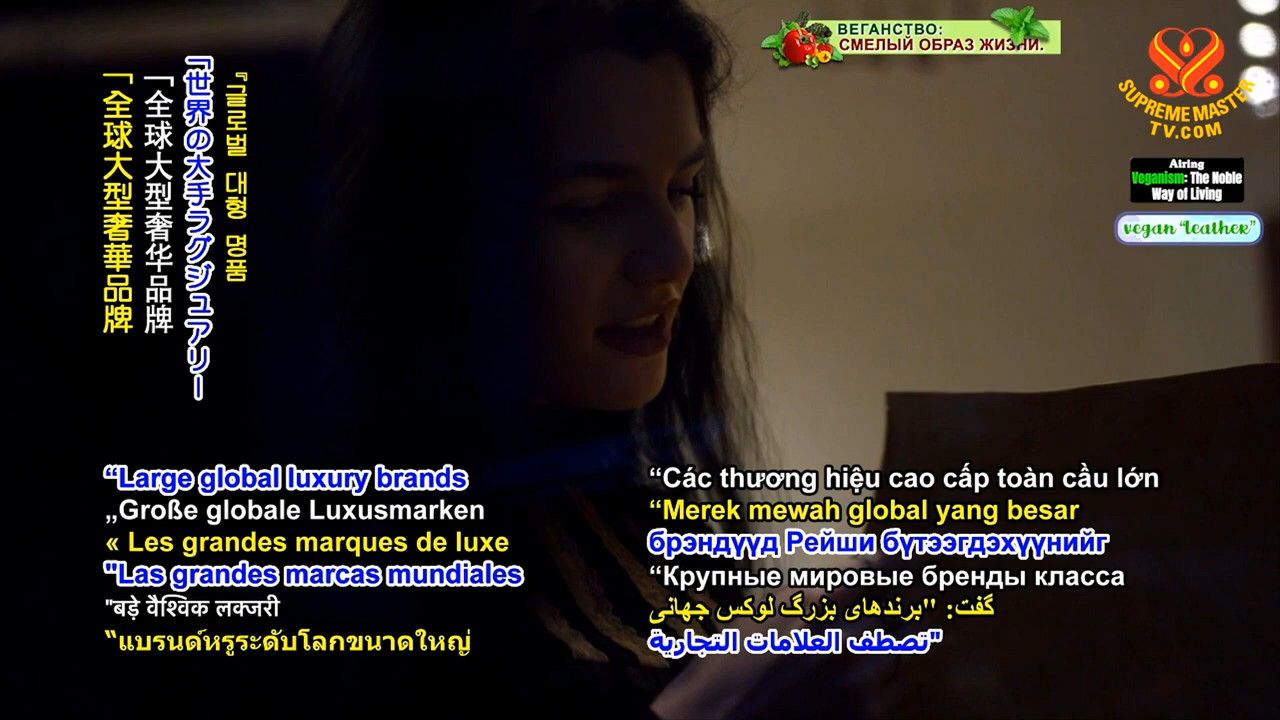 ВЕГАНСТВО:
СМЕЛЫЙ ОБРАЗ ЖИЗНИ.
SUPREME MASTER
TV.COM
Airing
Veganism: The Noble
Way of Living
vegan "leather"
『글로벌 대형 명품
「世界の大手ラグジュアリー
「全球大型奢华品牌
「全球大型奢華品牌
“Large global luxury brands
„Große globale Luxusmarken
« Les grandes marques de luxe
"Las grandes marcas mundiales
"बड़े वैश्विक लक्जरी
“แบรนด์หรูระดับโลกขนาดใหญ่
“Các thương hiệu cao cấp toàn cầu lớn
“Merek mewah global yang besar
брэндүүд Рейши бүтээгдэхүүнийг
“Крупные мировые бренды класса
گفت: "برندهای بزرگ لوکس جهانی
"تصطف العلامات التجارية